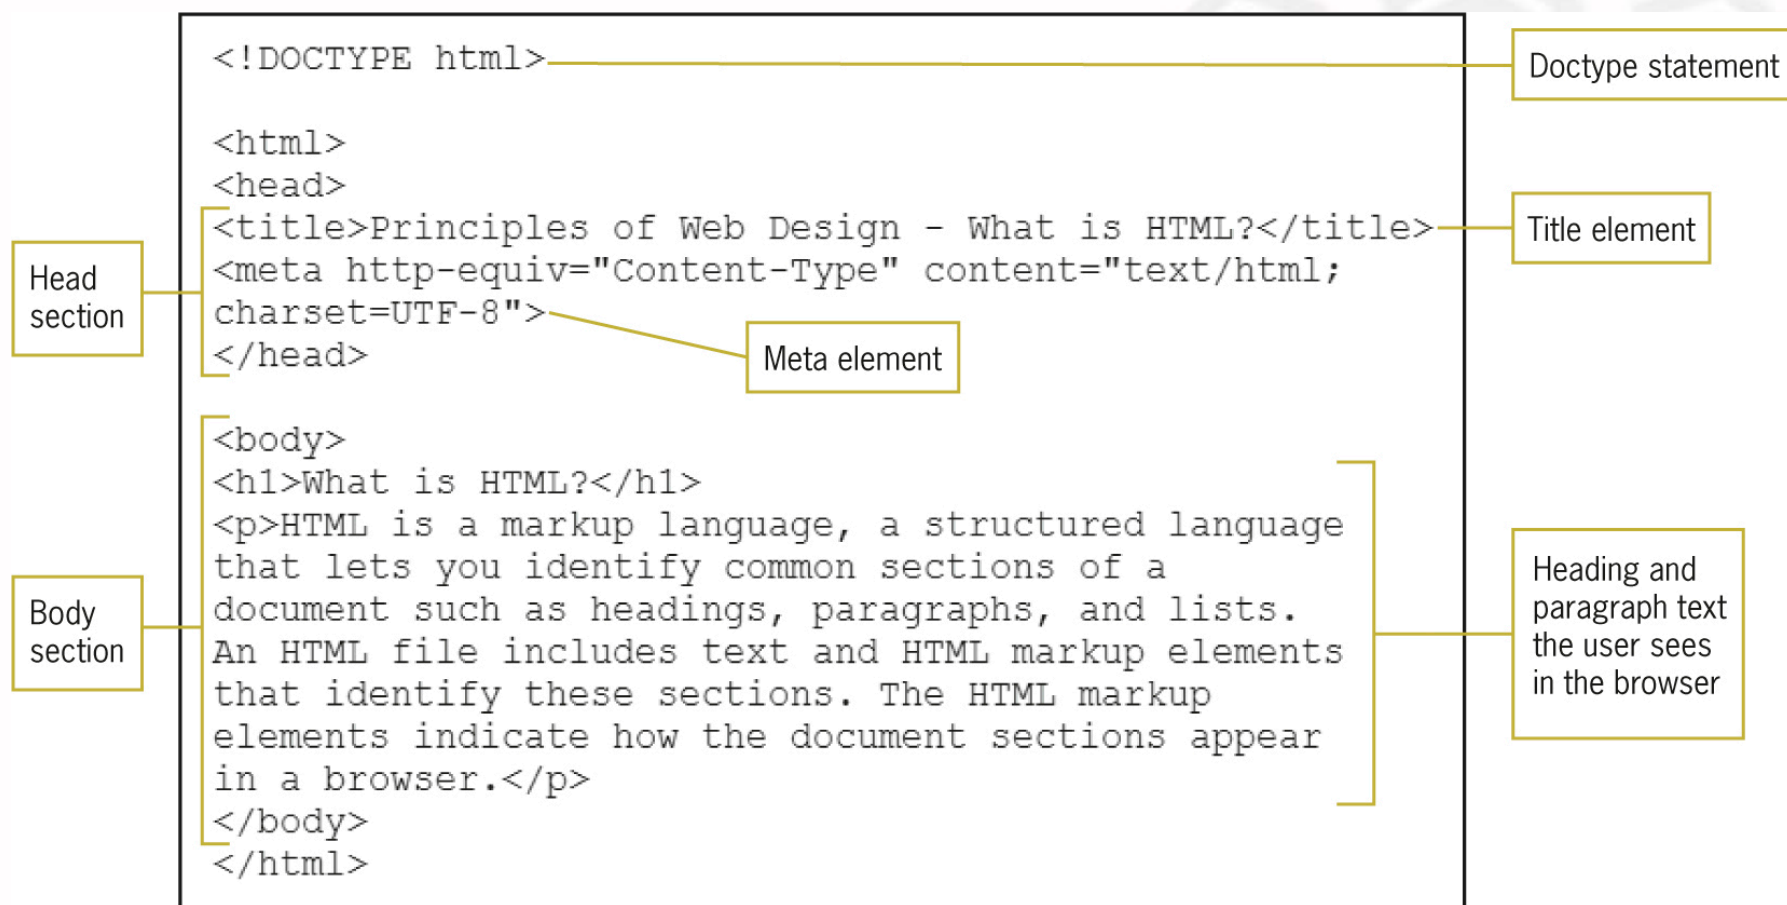 <!DOCTYPE html>
Doctype statement
<html>
<head>
<title>Principles of Web Design - What is HTML?</title>
Title element
<meta http-equiv="Content-Type" content="text/html;
charset=UTF-8">
</head>
Head
section
Meta element
<body>
<h1>What is HTML?</h1>
<p>HTML is a markup language, a structured language
that lets you identify common sections of a
document such as headings, paragraphs, and lists.
An HTML file includes text and HTML markup elements
that identify these sections. The HTML markup
elements indicate how the document sections appear
in a browser.</p>
</body>
</html>
Body
section
Heading and
paragraph text
the user sees
in the browser